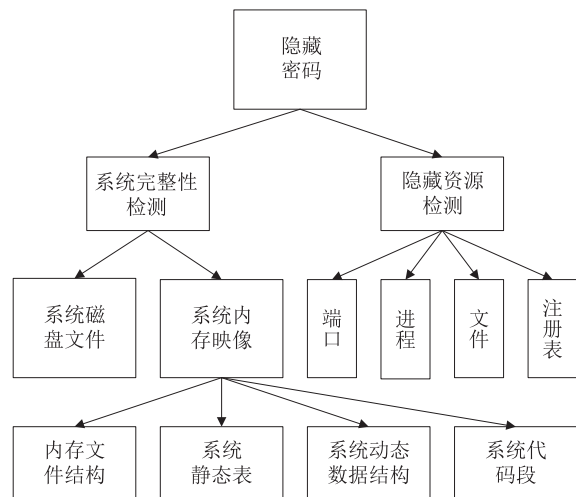 隐藏
密码
系统完整性
检测
隐藏资源
检测
系统磁
盘文件
系统内
存映像
端口
进程
文件
注册表
内存文
件结构
系统
静态表
系统动态
数据结构
系统代
码段